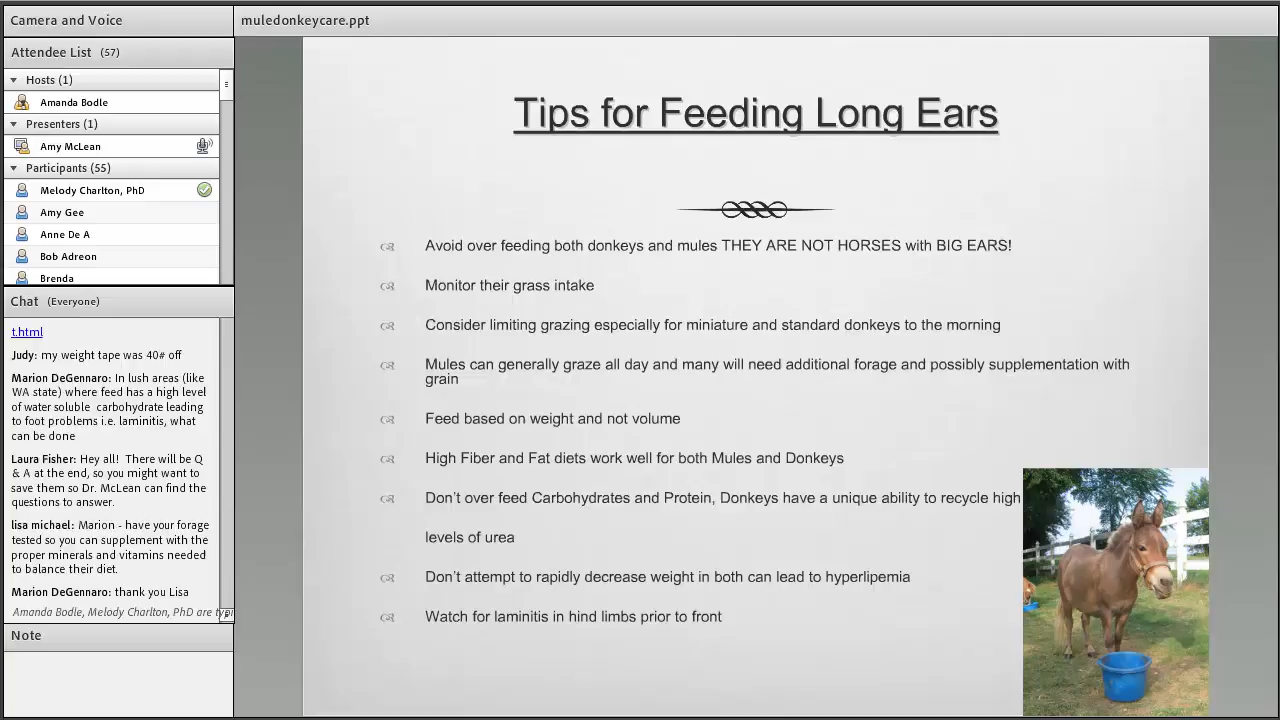 Camera and Voice
muledonkeycare.ppt
Attendee List (57)
Hosts (1)
Amanda Bodle
Presenters (1)
Amy McLean
Participants (55)
Melody Charlton, PhD
Amy Gee
Anne De A
Bob Adreon
Brenda
Chat (Everyone)
t.html
Judy: my weight tape was 40# off
Marion DeGennaro: In lush areas (like
WA state) where feed has a high level
of water soluble carbohydrate leading
to foot problems i.e. laminitis, what
can be done
Laura Fisher: Hey all! There will be Q
& A at the end, so you might want to
save them so Dr. McLean can find the
questions to answer.
lisa michael: Marion - have your forage
tested so you can supplement with the
proper minerals and vitamins needed
to balance their diet.
Marion DeGennaro: thank you Lisa
Amanda Bodle, Melody Charlton, PhD are
Note
Tips for Feeding Long Ears
Avoid over feeding both donkeys and mules THEY ARE NOT HORSES with BIG EARS!
Monitor their grass intake
Consider limiting grazing especially for miniature and standard donkeys to the morning
Mules can generally graze all day and many will need additional forage and possibly supplementation with
grain
Feed based on weight and not volume
High Fiber and Fat diets work well for both Mules and Donkeys
Don't over feed Carbohydrates and Protein, Donkeys have a unique ability to recycle high
levels of urea
Don't attempt to rapidly decrease weight in both can lead to hyperlipemia
Watch for laminitis in hind limbs prior to front